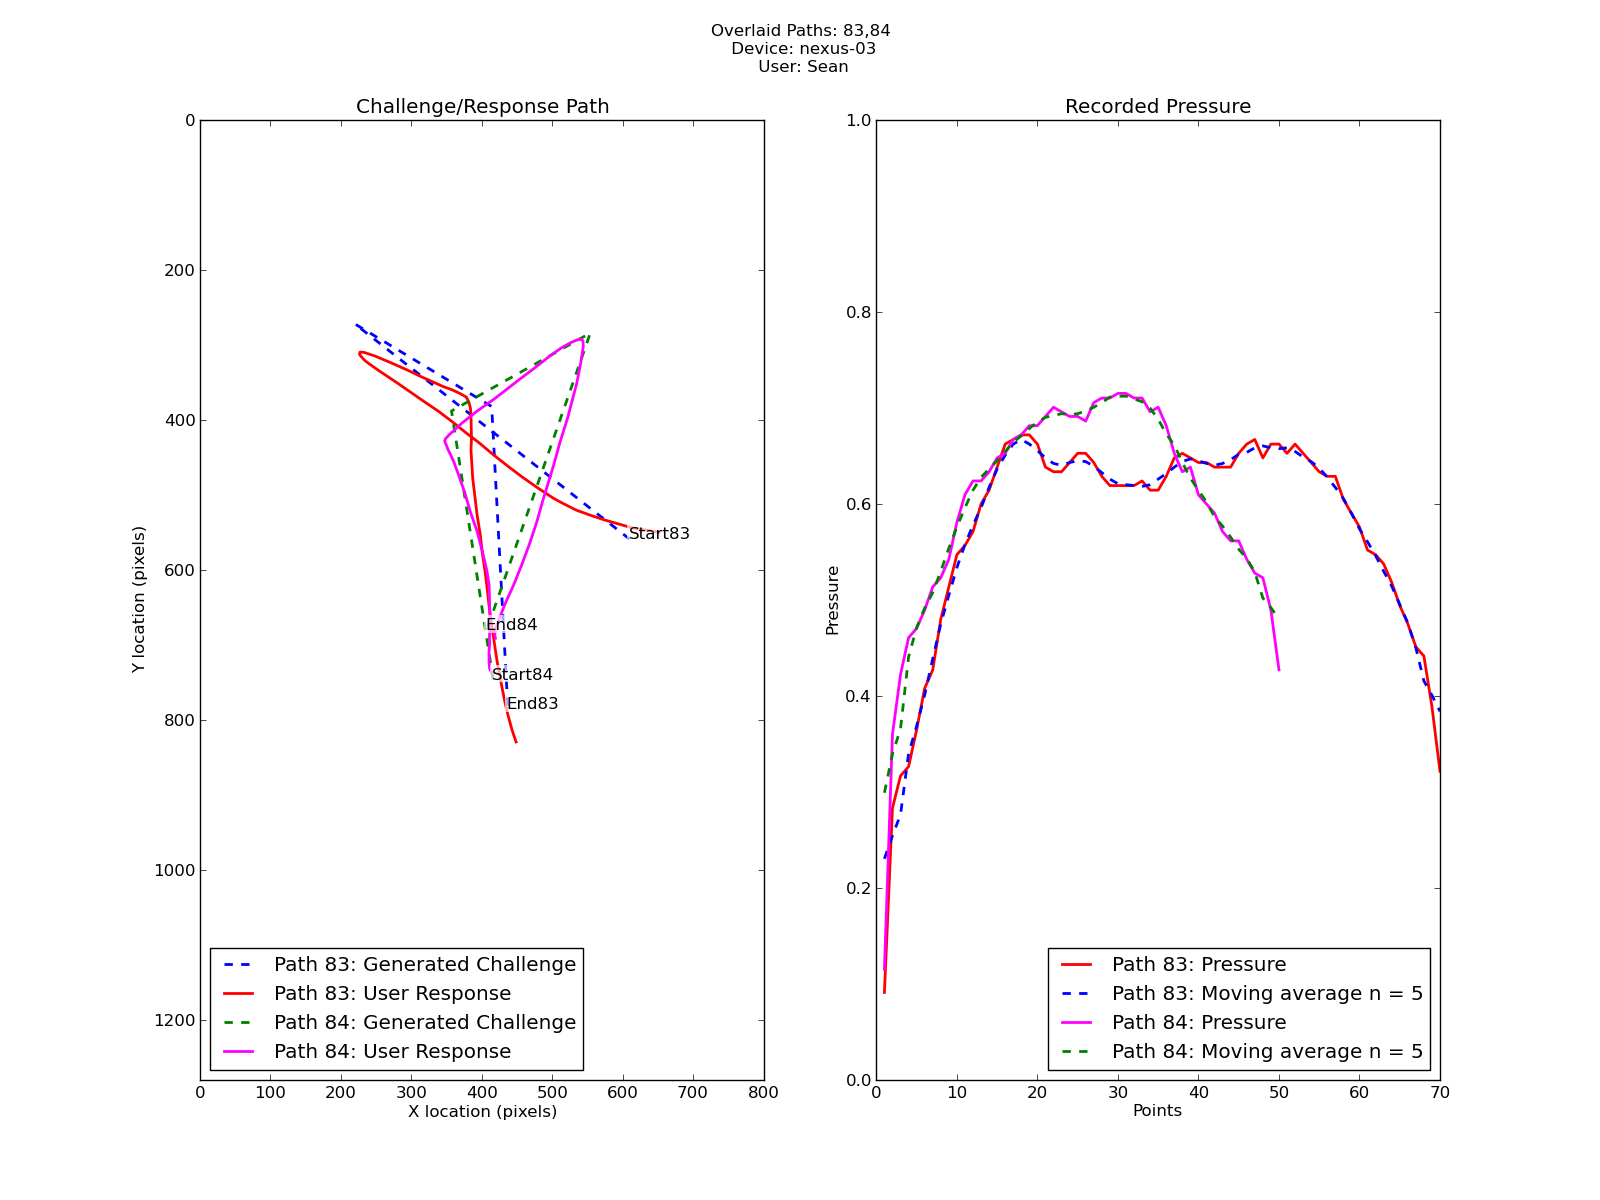 Overlaid Paths: 83,84
Device: nexus-03
User: Sean
Challenge/Response Path
0
200
400
600
800
1000
1200
Y location (pixels)
Start83
End84
Start84
End83
Path 83: Generated Challenge
Path 83: User Response
Path 84: Generated Challenge
Path 84: User Response
0 100 200 300 400 500 600 700 800
X location (pixels)
Recorded Pressure
1.0
0.8
0.6
0.4
0.2
0.0
Pressure
Path 83: Pressure
Path 83: Moving average n = 5
Path 84: Pressure
Path 84: Moving average n = 5
0 10 20 30 40 50 60 70
Points